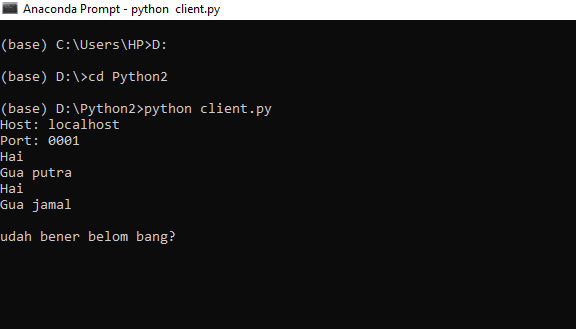 Anaconda Prompt - python  client.py
(base) C:\Users\HP>D:
(base) D:\>cd Python2
(base) D:\Python2>python client.py
Host: localhost
Port: 0001
Hai
Gua putra
Hai
Gua jamal
udah bener belom bang?